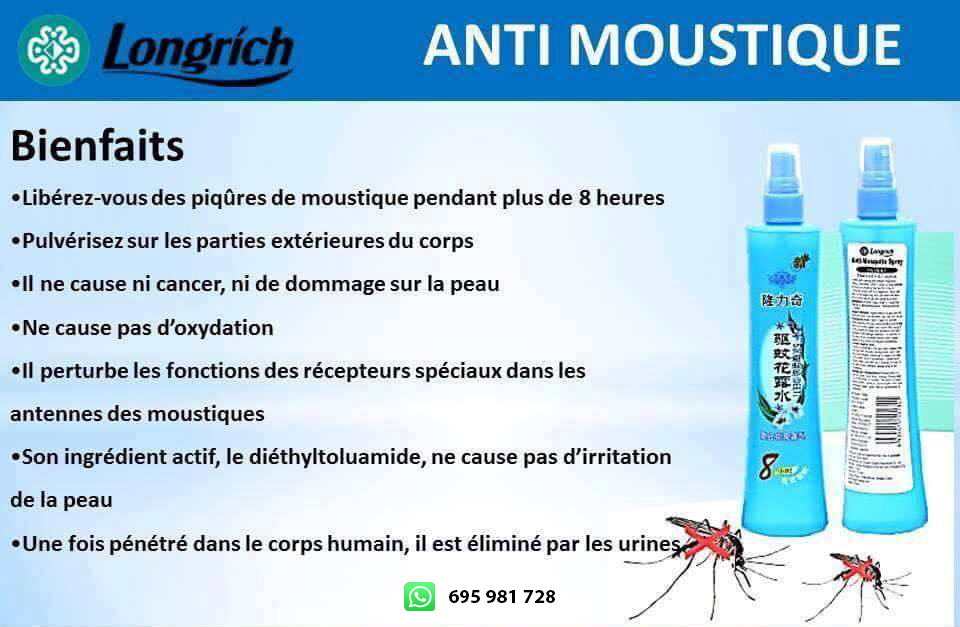 Longrich
ANTI MOUSTIQUE
Bienfaits
•Libérez-vous des piqûres de moustique pendant plus de 8 heures
•Pulvérisez sur les parties extérieures du corps
•Il ne cause ni cancer, ni de dommage sur la peau
•Ne cause pas d’oxydation
•Il perturbe les fonctions des récepteurs spéciaux dans les
antennes des moustiques
•Son ingrédient actif, le diéthyltoluamide, ne cause pas d’irritation
de la peau
•Une fois pénétré dans le corps humain, il est éliminé par les urines
695 981 728
隆力奇
驱蚊花露水
8
Longrich
Anti-Mosquito Spray